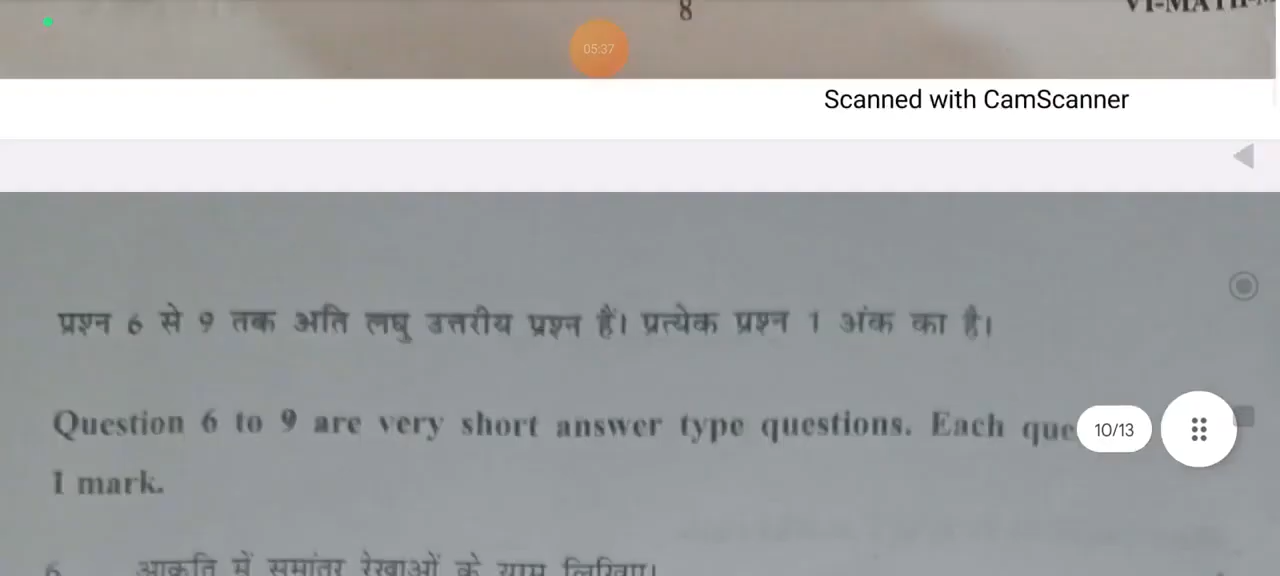 8
05:37
Scanned with CamScanner
प्रश्न 6 से 9 तक अति लघु उत्तरीय प्रश्न हैं। प्रत्येक प्रश्न 1 अंक का है।
Question 6 to 9 are very short answer type questions. Each que
10/13
1 mark.
6 आकृति में समांतर रेखाओं के युग्म लिखिए।